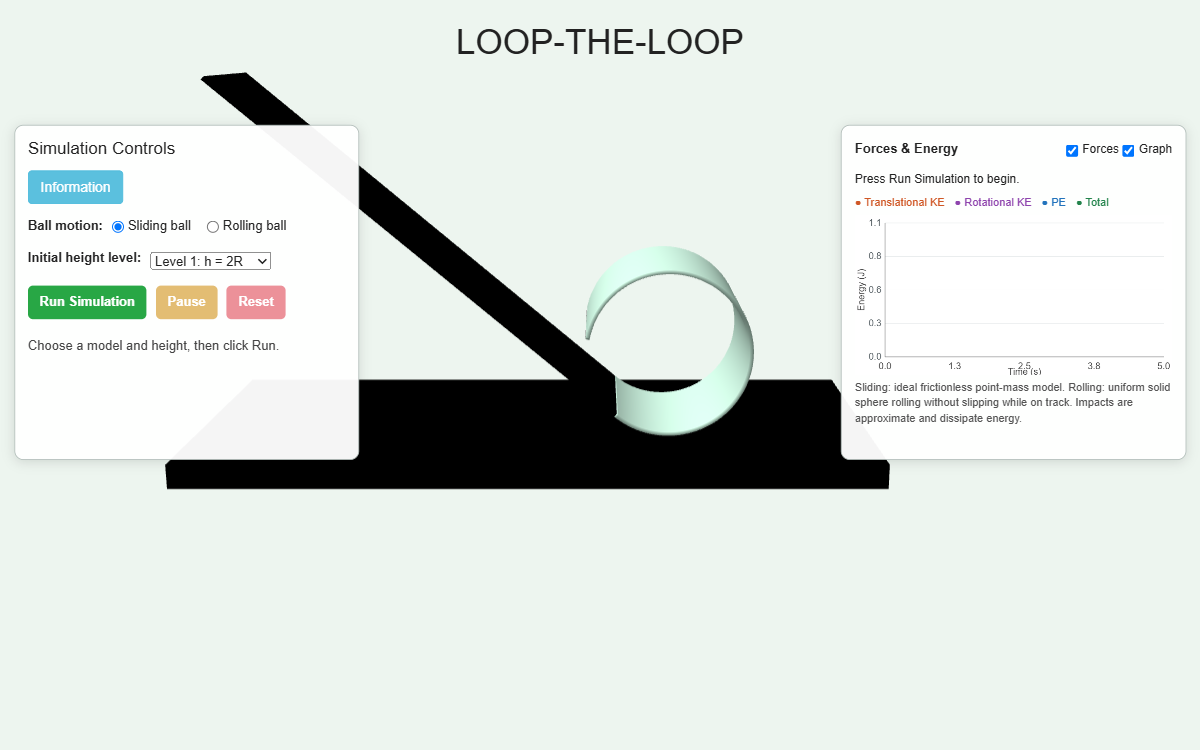 LOOP-THE-LOOP
Simulation Controls
Information
Ball motion: Sliding ball Rolling ball
Initial height level: Level 1: h = 2R
Run Simulation Pause Reset
Choose a model and height, then click Run.
Forces & Energy Forces Graph
Press Run Simulation to begin.
Translational KE Rotational KE PE Total
1.1
0.8
0.6
0.3
0.0
Energy (J)
0.0 1.3 2.5 3.8 5.0
Time (s)
Sliding: ideal frictionless point-mass model. Rolling: uniform solid
sphere rolling without slipping while on track. Impacts are
approximate and dissipate energy.